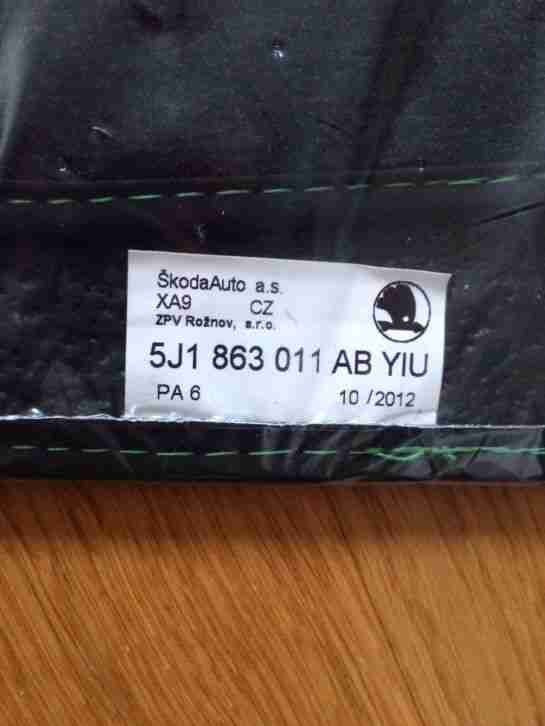 ŠkodaAuto a.s.
XA9 CZ
ZPV Rožnov, s.r.o.
5J1 863 011 AB YIU
PA 6 10 /2012